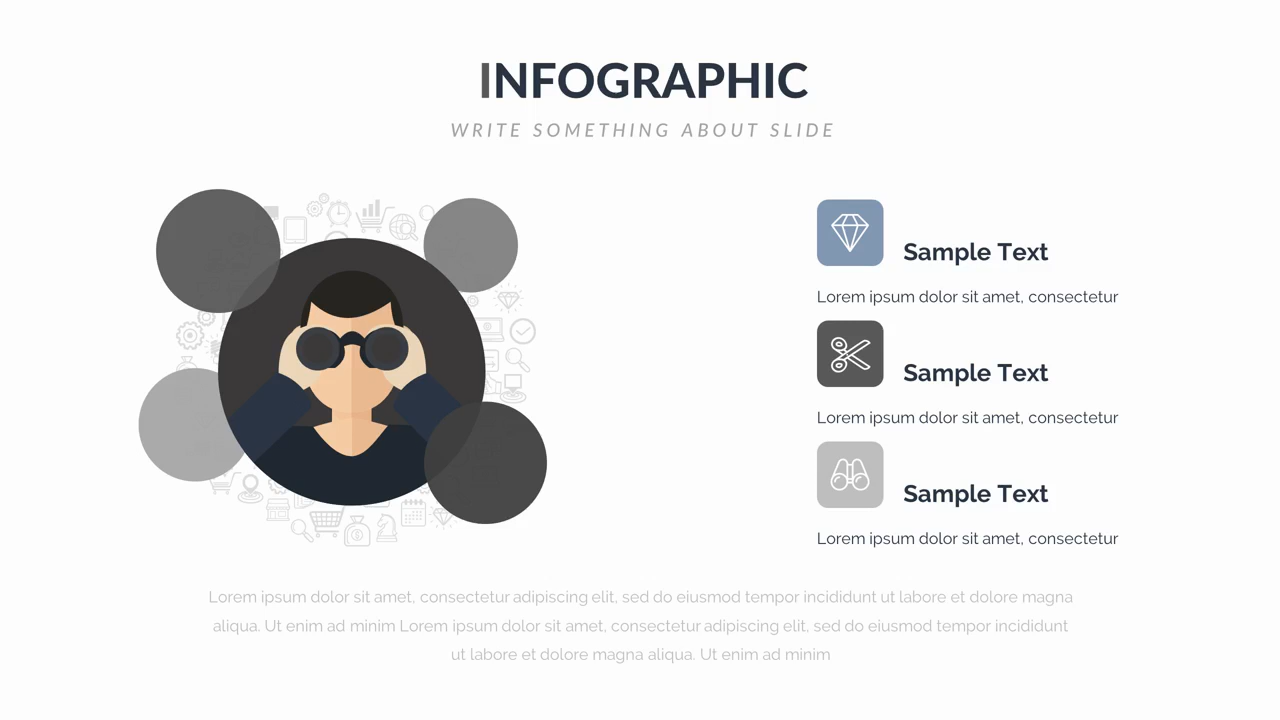 INFOGRAPHIC
WRITE SOMETHING ABOUT SLIDE
Sample Text
Lorem ipsum dolor sit amet, consectetur
Sample Text
Lorem ipsum dolor sit amet, consectetur
Sample Text
Lorem ipsum dolor sit amet, consectetur
Lorem ipsum dolor sit amet, consectetur adipiscing elit, sed do eiusmod tempor incididunt ut labore et dolore magna
aliqua. Ut enim ad minim Lorem ipsum dolor sit amet, consectetur adipiscing elit, sed do eiusmod tempor incididunt
ut labore et dolore magna aliqua. Ut enim ad minim